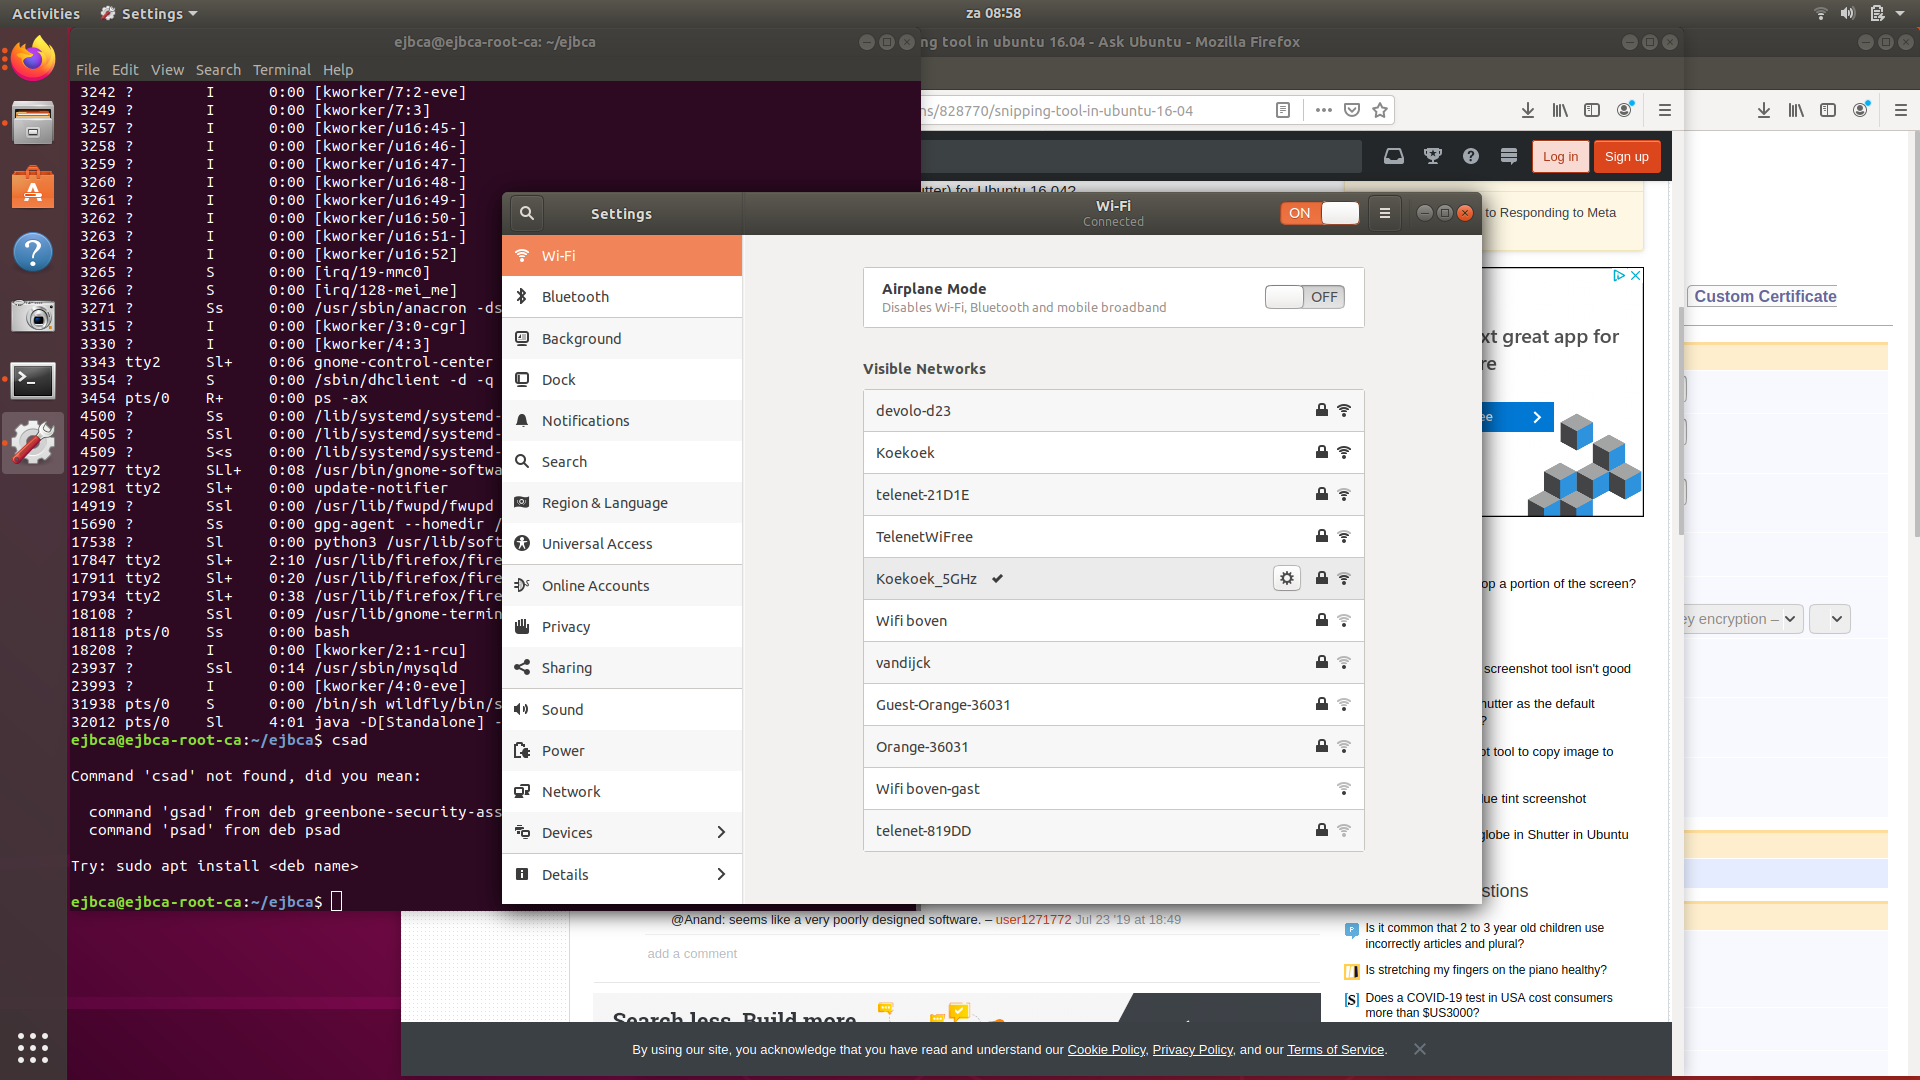 Activities
Settings
za 08:58
ejbca@ejbca-root-ca: ~/ejbca
File Edit View Search Terminal Help
3242 ? I 0:00 [kworker/7:2-eve]
3249 ? I 0:00 [kworker/7:3]
3257 ? I 0:00 [kworker/u16:45-]
3258 ? I 0:00 [kworker/u16:46-]
3259 ? I 0:00 [kworker/u16:47-]
3260 ? I 0:00 [kworker/u16:48-]
3261 ? I 0:00 [kworker/u16:49-]
3262 ? I 0:00 [kworker/u16:50-]
3263 ? I 0:00 [kworker/u16:51-]
3264 ? I 0:00 [kworker/u16:52]
3265 ? S 0:00 [irq/19-mmc0]
3266 ? S 0:00 [irq/128-mei_me]
3271 ? Ss 0:00 /usr/sbin/anacron -ds
3315 ? I 0:00 [kworker/3:0-cgr]
3330 ? I 0:00 [kworker/4:3]
3343 tty2 Sl+ 0:06 gnome-control-center
3354 ? S 0:00 /sbin/dhclient -d -q
3454 pts/0 R+ 0:00 ps -ax
4500 ? Ss 0:00 /lib/systemd/systemd-
4505 ? Ssl 0:00 /lib/systemd/systemd-
4509 ? S<s 0:00 /lib/systemd/systemd-
12977 tty2 SLl+ 0:08 /usr/bin/gnome-softwa
12981 tty2 Sl+ 0:00 update-notifier
14919 ? Ssl 0:00 /usr/lib/fwupd/fwupd
15690 ? Ss 0:00 gpg-agent --homedir /
17538 ? Sl 0:00 python3 /usr/lib/soft
17847 tty2 Sl+ 2:10 /usr/lib/firefox/fire
17911 tty2 Sl+ 0:20 /usr/lib/firefox/fire
17934 tty2 Sl+ 0:38 /usr/lib/firefox/fire
18108 ? Ssl 0:09 /usr/lib/gnome-termin
18118 pts/0 Ss 0:00 bash
18208 ? I 0:00 [kworker/2:1-rcu]
23937 ? Ssl 0:14 /usr/sbin/mysqld
23993 ? I 0:00 [kworker/4:0-eve]
31938 pts/0 S 0:00 /bin/sh wildfly/bin/s
32012 pts/0 Sl 4:01 java -D[Standalone] -
ejbca@ejbca-root-ca:~/ejbca$ csad
Command 'csad' not found, did you mean:
command 'gsad' from deb greenbone-security-ass
command 'psad' from deb psad
Try: sudo apt install <deb name>
ejbca@ejbca-root-ca:~/ejbca$
Settings
Wi-Fi
Connected
ON
Wi-Fi
Bluetooth
Background
Dock
Notifications
Search
Region & Language
Universal Access
Online Accounts
Privacy
Sharing
Sound
Power
Network
Devices
Details
Airplane Mode
Disables Wi-Fi, Bluetooth and mobile broadband
OFF
Visible Networks
devolo-d23
Koekoek
telenet-21D1E
TelenetWiFree
Koekoek_5GHz
Wifi boven
vandijck
Guest-Orange-36031
Orange-36031
Wifi boven-gast
telenet-819DD
ng tool in ubuntu 16.04 - Ask Ubuntu - Mozilla Firefox
ns/828770/snipping-tool-in-ubuntu-16-04
Log in
Sign up
utter) for Ubuntu 16.04?
to Responding to Meta
xt great app for
re
ee
op a portion of the screen?
screenshot tool isn't good
hutter as the default
?
ot tool to copy image to
lue tint screenshot
globe in Shutter in Ubuntu
stions
Is it common that 2 to 3 year old children use
incorrectly articles and plural?
Is stretching my fingers on the piano healthy?
Does a COVID-19 test in USA cost consumers
more than $US3000?
@Anand: seems like a very poorly designed software. – user1271772 Jul 23 '19 at 18:49
add a comment
Search less. Build more
By using our site, you acknowledge that you have read and understand our Cookie Policy, Privacy Policy, and our Terms of Service.
Custom Certificate
ey encryption –